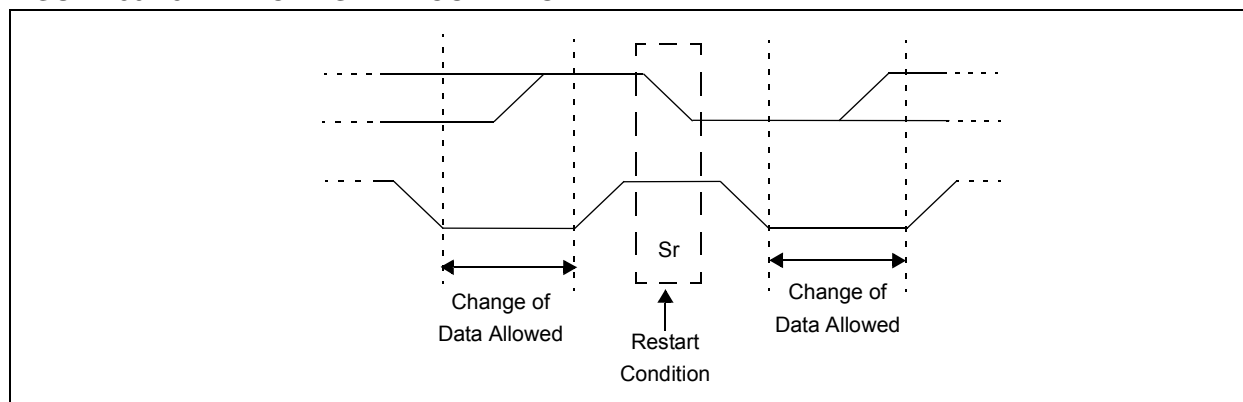 Sr
Change of
Data Allowed
Restart
Condition
Change of
Data Allowed